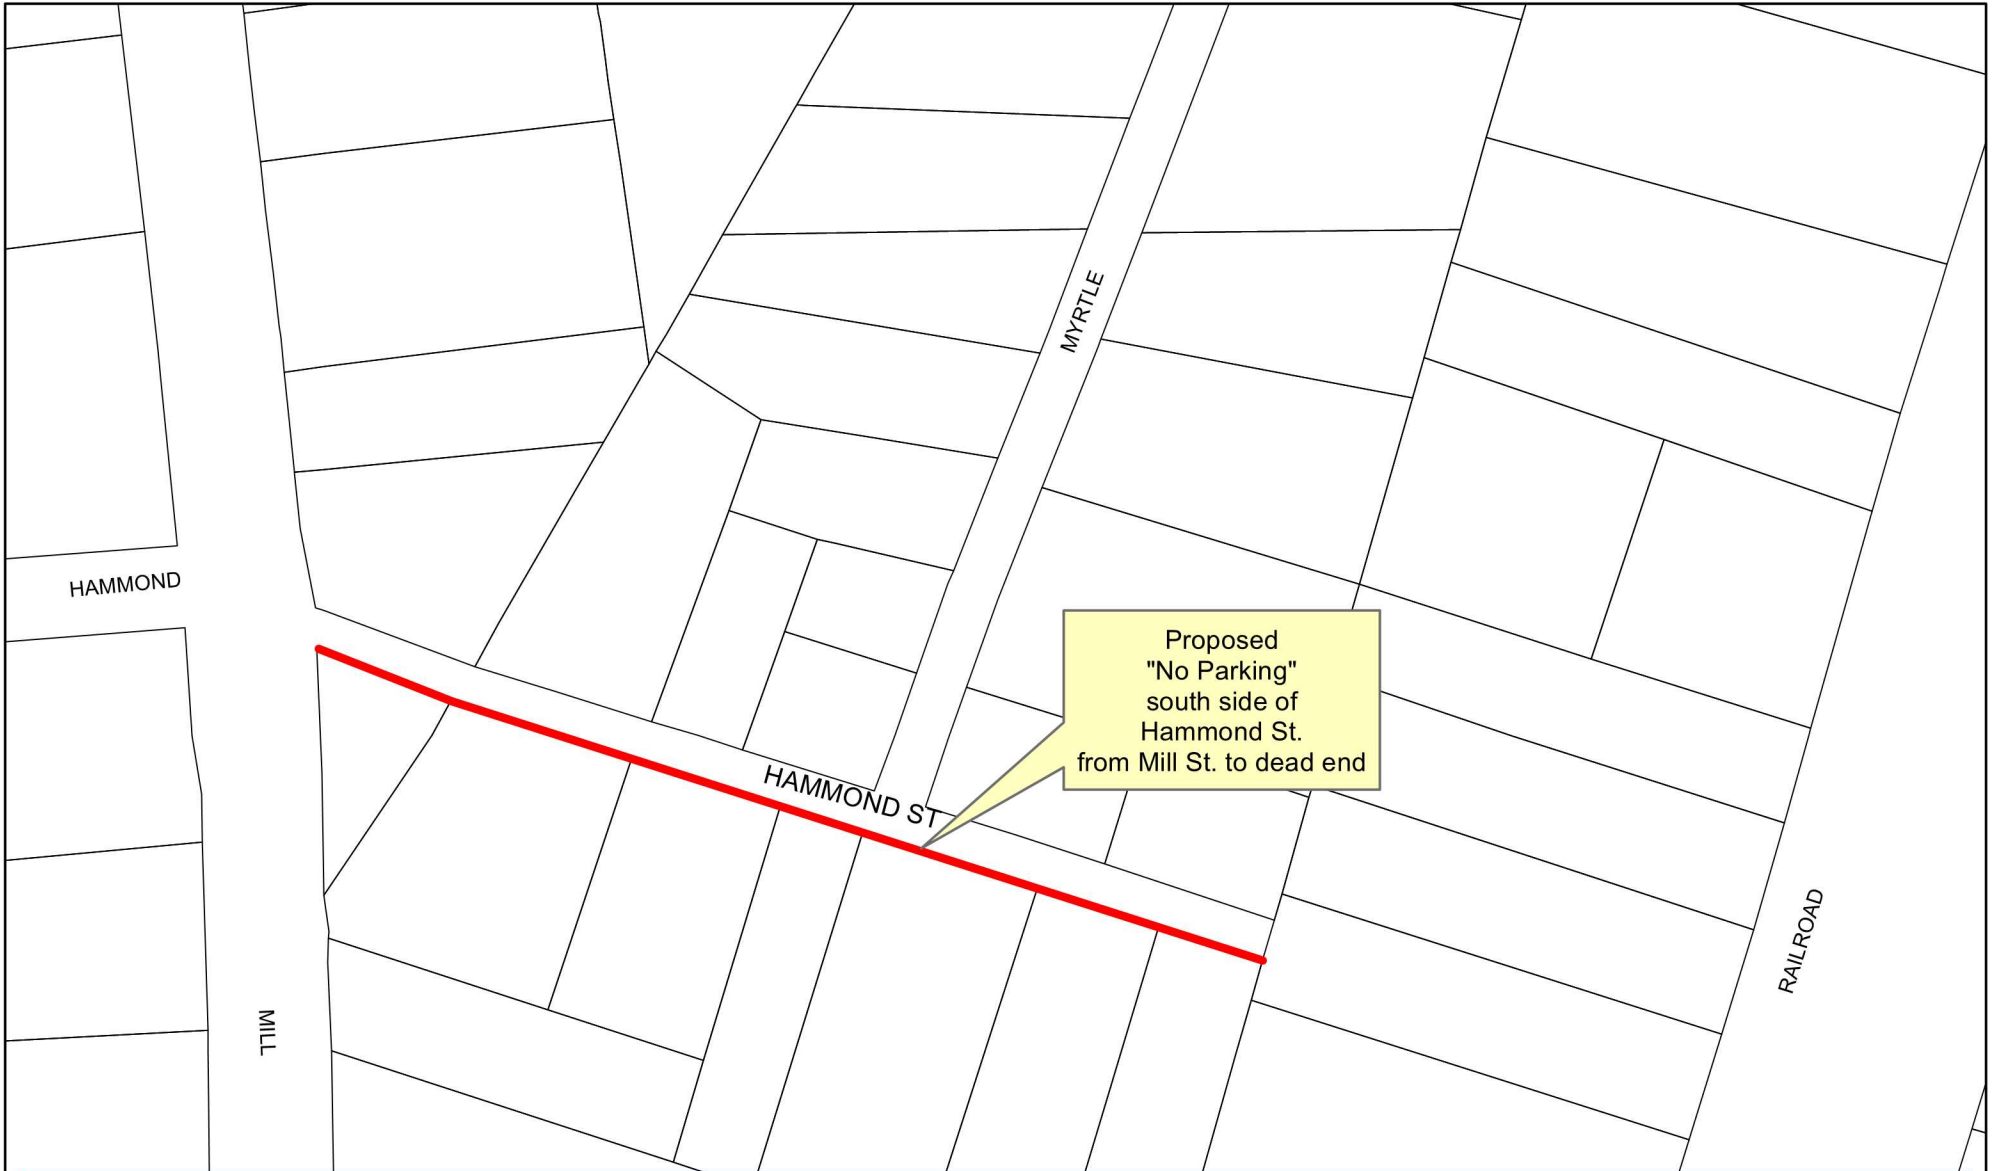 MYRTLE
HAMMOND
Proposed
"No Parking"
south side of
Hammond St.
from Mill St. to dead end
HAMMOND ST
RAILROAD
MILL